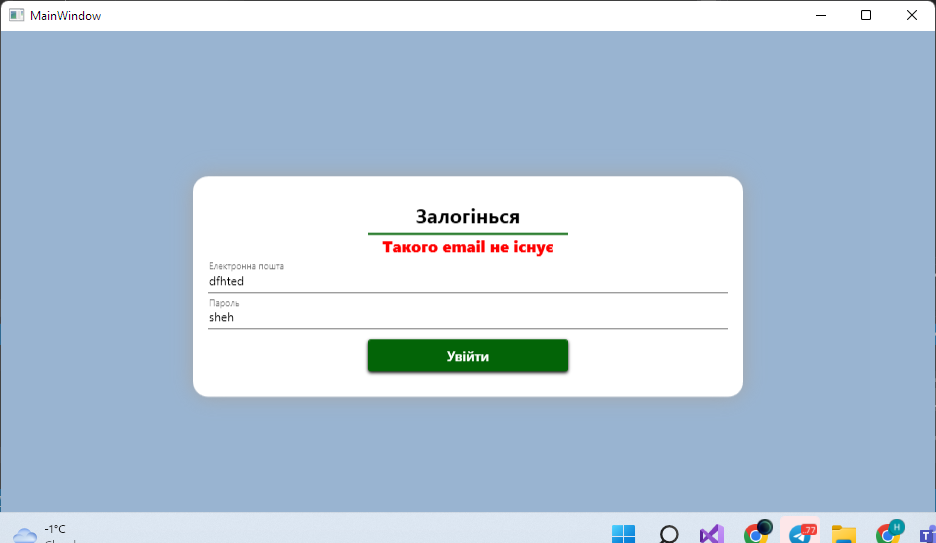 MainWindow
Залогінься
Такого email не існує
Електронна пошта
dfhted
Пароль
sheh
Увійти
-1°C
77
H